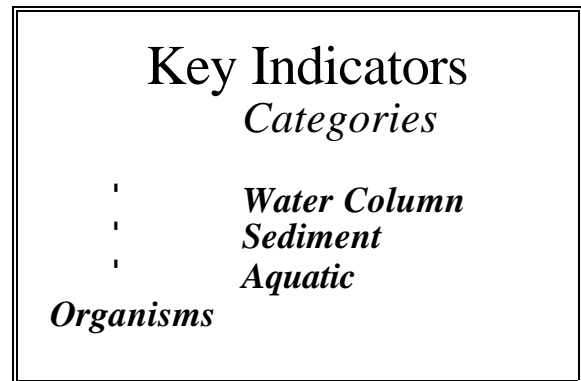 Key Indicators
Categories
' Water Column
' Sediment
' Aquatic
Organisms